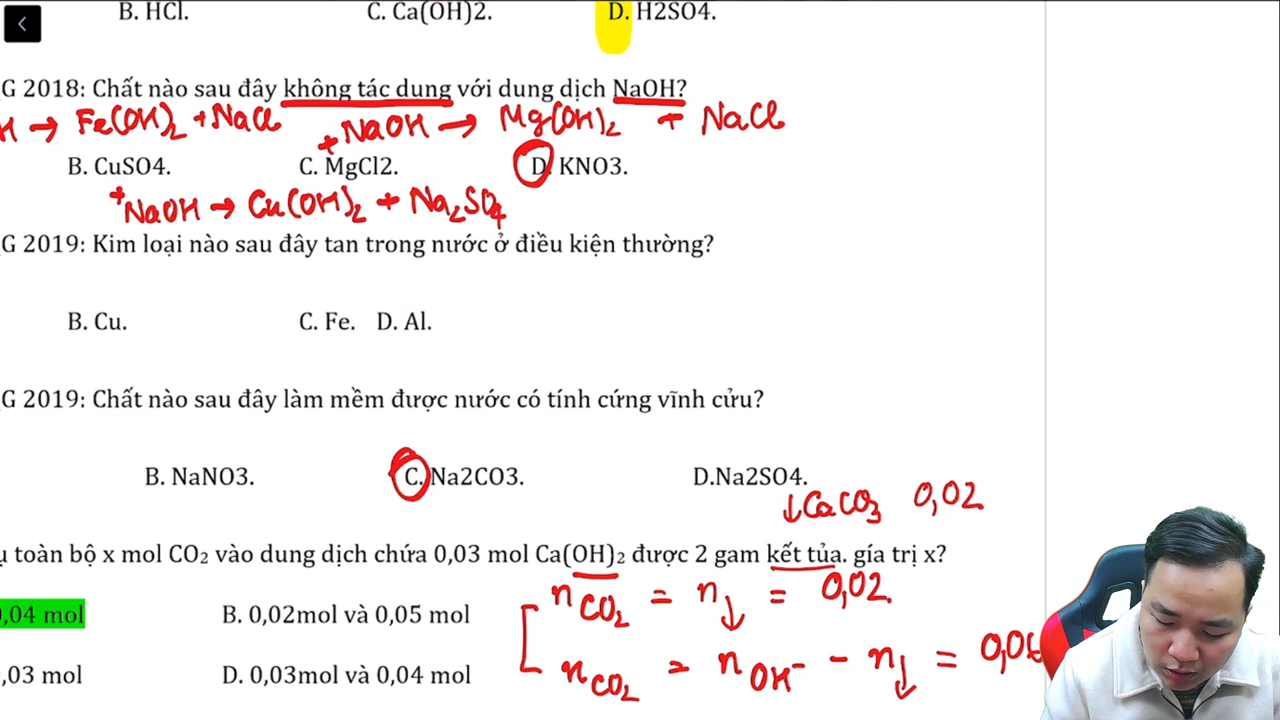 B. HCl. C. Ca(OH)2. D. H2SO4.
G 2018: Chất nào sau đây không tác dụng với dung dịch NaOH?
→ Fe(OH)2 + NaCl + NaOH → Mg(OH)2 + NaCl
B. CuSO4. C. MgCl2. D. KNO3.
+ NaOH → Cu(OH)2 + Na2SO4
G 2019: Kim loại nào sau đây tan trong nước ở điều kiện thường?
B. Cu. C. Fe. D. Al.
G 2019: Chất nào sau đây làm mềm được nước có tính cứng vĩnh cửu?
B. NaNO3. C. Na2CO3. D.Na2SO4.
↓CaCO3 0,02
toàn bộ x mol CO₂ vào dung dịch chứa 0,03 mol Ca(OH)₂ được 2 gam kết tủa. gía trị x?
nCO2 = n↓ = 0,02.
,04 mol B. 0,02mol và 0,05 mol
nCO2 = nOH⁻ - n↓ =
,03 mol D. 0,03mol và 0,04 mol